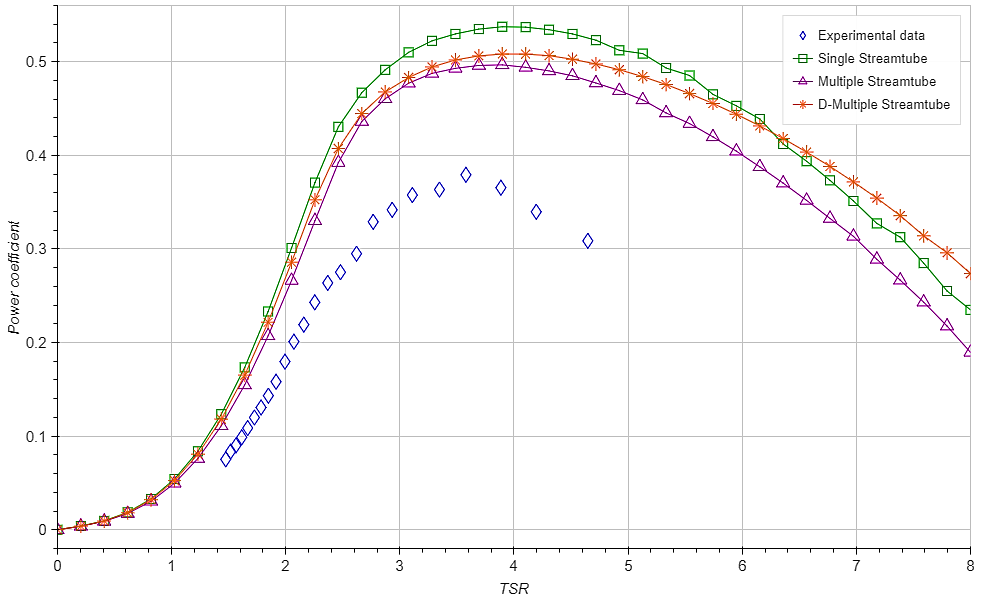 Experimental data
Single Streamtube
Multiple Streamtube
D-Multiple Streamtube
Power coefficient
0.5
0.4
0.3
0.2
0.1
0
0 1 2 3 4 5 6 7 8
TSR